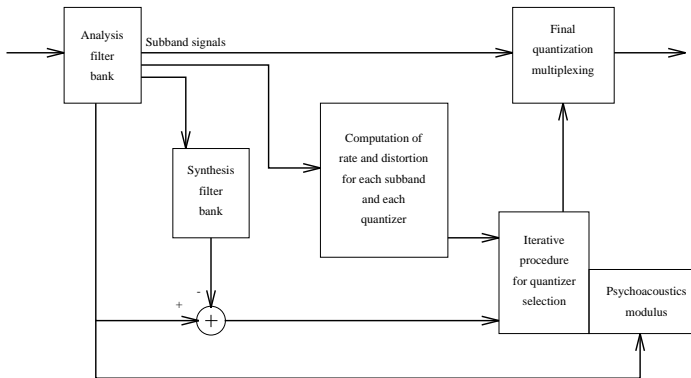 Analysis
filter
bank
Subband signals
Final
quantization
multiplexing
Computation of
rate and distortion
for each subband
and each
quantizer
Synthesis
filter
bank
Iterative
procedure
for quantizer
selection
Psychoacoustics
modulus
-
+
+